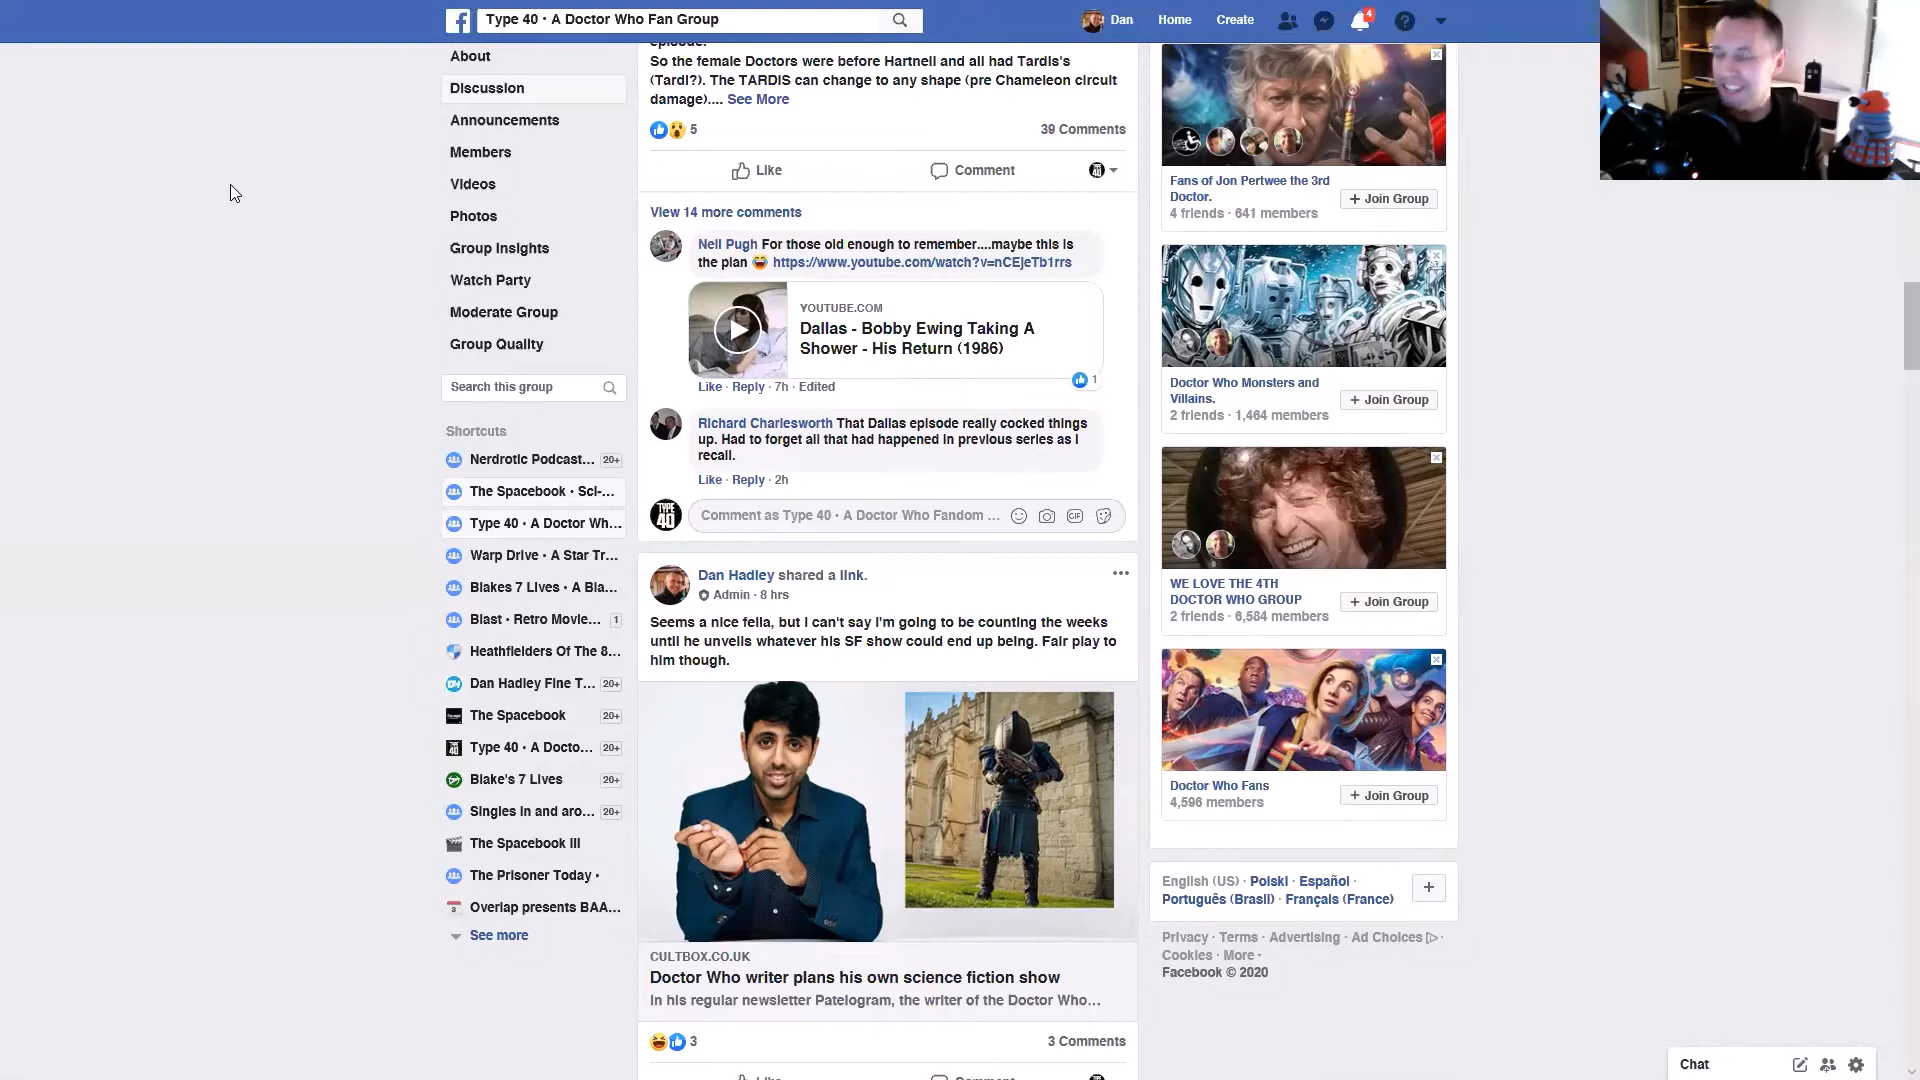 Type 40 • A Doctor Who Fan Group
Dan
Home
Create
4
About
Discussion
Announcements
Members
Videos
Photos
Group Insights
Watch Party
Moderate Group
Group Quality
Search this group
Shortcuts
Nerdrotic Podcast... 20+
The Spacebook • Sci-...
Type 40 • A Doctor Wh...
Warp Drive • A Star Tr...
Blakes 7 Lives • A Bla...
Blast • Retro Movie... 1
Heathfielders Of The 8...
Dan Hadley Fine T... 20+
The Spacebook 20+
Type 40 • A Docto... 20+
Blake's 7 Lives 20+
Singles in and aro... 20+
The Spacebook III
The Prisoner Today •
Overlap presents BAA...
See more
episode.
So the female Doctors were before Hartnell and all had Tardis's
(Tardi?). The TARDIS can change to any shape (pre Chameleon circuit
damage).... See More
5
39 Comments
Like
Comment
View 14 more comments
Neil Pugh For those old enough to remember....maybe this is
the plan 😂 https://www.youtube.com/watch?v=nCEjeTb1rrs
YOUTUBE.COM
Dallas - Bobby Ewing Taking A
Shower - His Return (1986)
1
Like · Reply · 7h · Edited
Richard Charlesworth That Dallas episode really cocked things
up. Had to forget all that had happened in previous series as I
recall.
Like · Reply · 2h
TYPE
40
Comment as Type 40 • A Doctor Who Fandom ...
GIF
Dan Hadley shared a link.
Admin · 8 hrs
Seems a nice fella, but I can't say I'm going to be counting the weeks
until he unveils whatever his SF show could end up being. Fair play to
him though.
CULTBOX.CO.UK
Doctor Who writer plans his own science fiction show
In his regular newsletter Patelogram, the writer of the Doctor Who...
3
3 Comments
Like
Comment
Fans of Jon Pertwee the 3rd
Doctor.
4 friends · 641 members
+ Join Group
Doctor Who Monsters and
Villains.
2 friends · 1,464 members
+ Join Group
WE LOVE THE 4TH
DOCTOR WHO GROUP
2 friends · 6,584 members
+ Join Group
Doctor Who Fans
4,596 members
+ Join Group
English (US) · Polski · Español ·
Português (Brasil) · Français (France)
Privacy · Terms · Advertising · Ad Choices ·
Cookies · More
Facebook © 2020
Chat